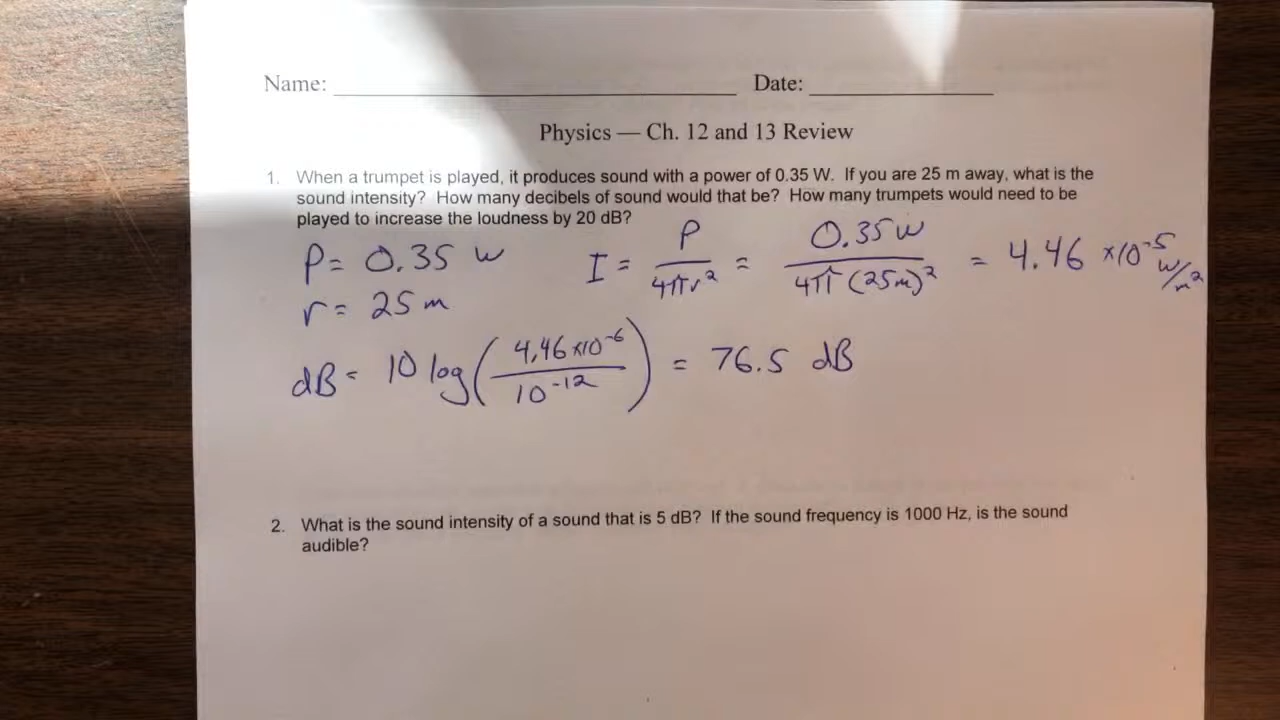 Name: ____________ Date: ____________
Physics — Ch. 12 and 13 Review
1. When a trumpet is played, it produces sound with a power of 0.35 W. If you are 25 m away, what is the
sound intensity? How many decibels of sound would that be? How many trumpets would need to be
played to increase the loudness by 20 dB?
P = 0.35 W
I = P / 4πr² = 0.35 W / 4π (25m)² = 4.46 ×10⁻⁵ W/m²
r = 25 m
dB = 10 log( 4.46×10⁻⁶ / 10⁻¹² ) = 76.5 dB
2. What is the sound intensity of a sound that is 5 dB? If the sound frequency is 1000 Hz, is the sound
audible?